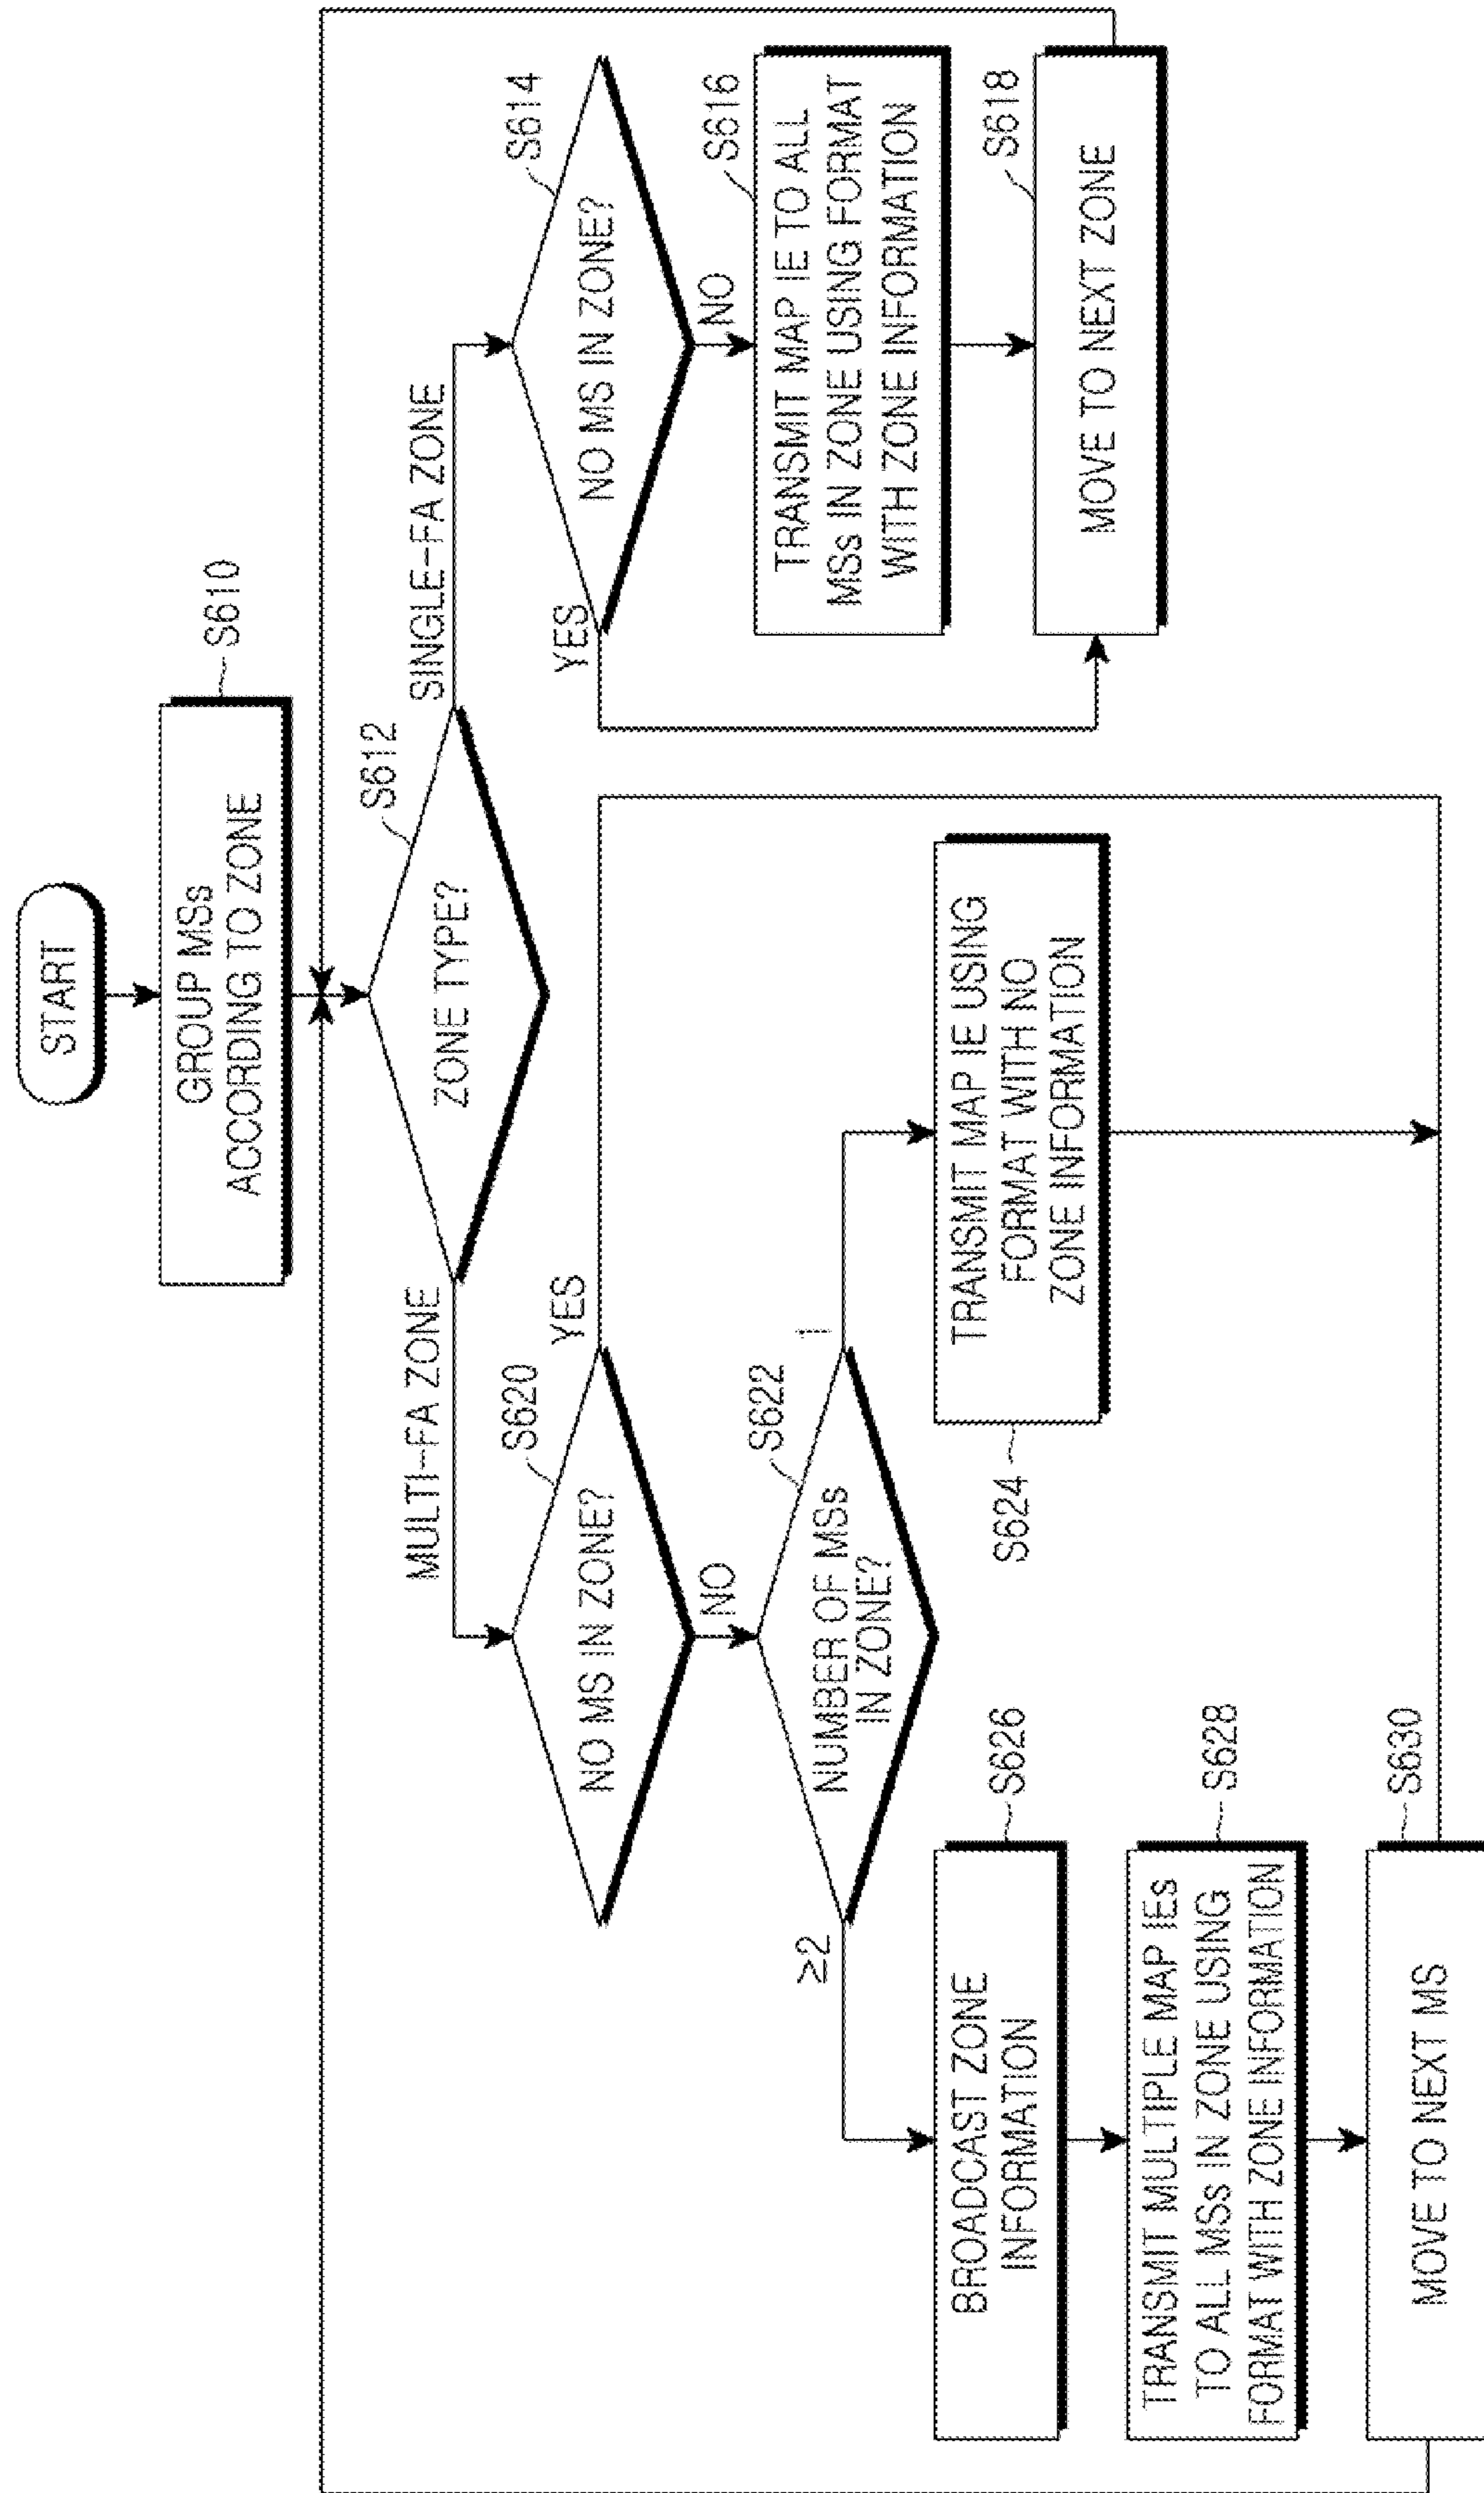 START
GROUP MSs
ACCORDING TO ZONE
S610
ZONE TYPE?
S612
MULTI-FA ZONE
SINGLE-FA ZONE
NO MS IN ZONE?
S620
YES
NO
NUMBER OF MSs
IN ZONE?
S622
≥2
1
BROADCAST ZONE
INFORMATION
S626
TRANSMIT MULTIPLE MAP IEs
TO ALL MSs IN ZONE USING
FORMAT WITH ZONE INFORMATION
S628
MOVE TO NEXT MS
S630
S624
TRANSMIT MAP IE USING
FORMAT WITH NO
ZONE INFORMATION
NO MS IN ZONE?
S614
YES
NO
TRANSMIT MAP IE TO ALL
MSs IN ZONE USING FORMAT
WITH ZONE INFORMATION
S616
MOVE TO NEXT ZONE
S618